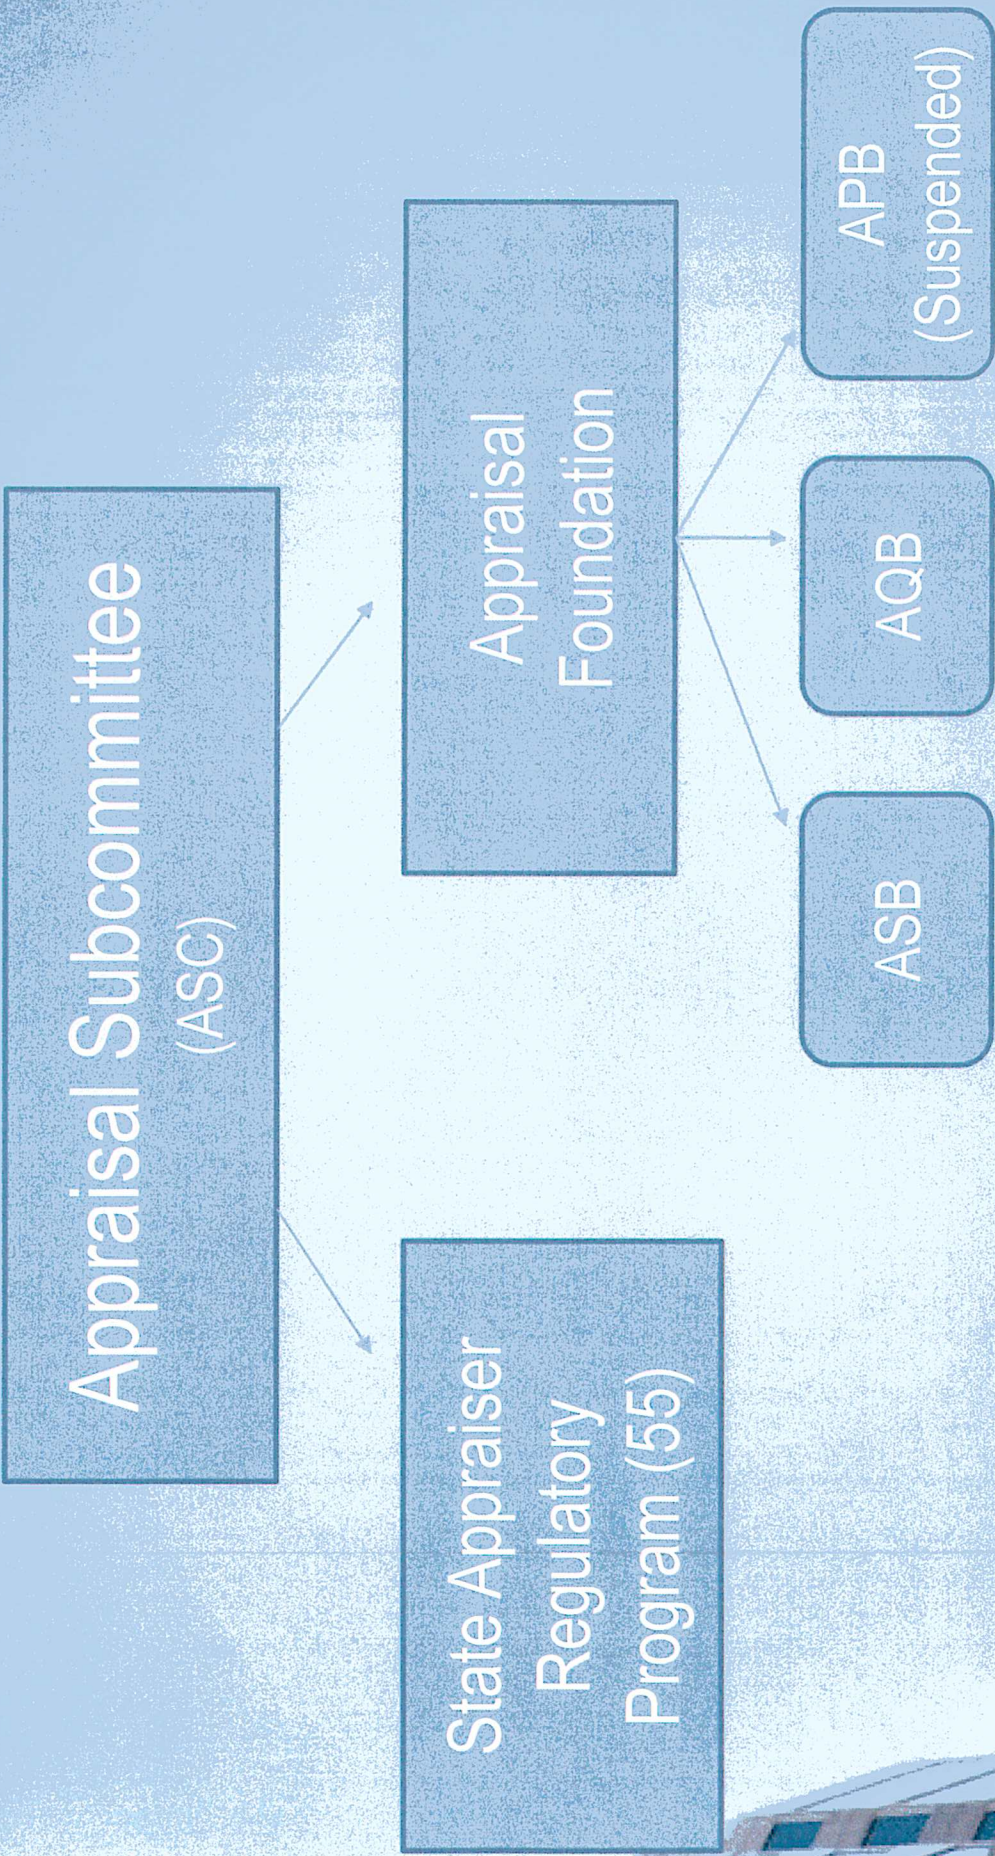 Appraisal Subcommittee
(ASC)
State Appraiser
Regulatory
Program (55)
Appraisal
Foundation
ASB
AQB
APB
(Suspended)